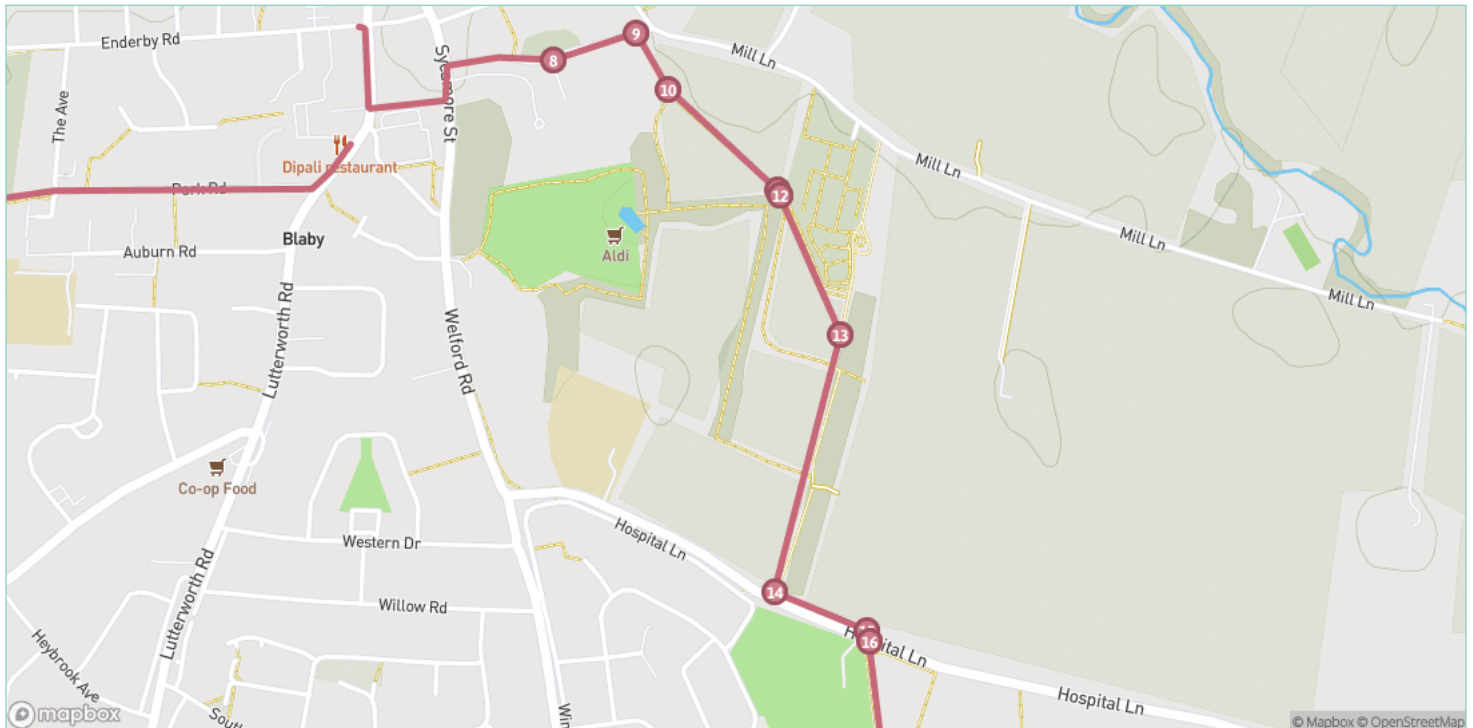 Enderby Rd
The Ave
Sycamore St
8
9
10
Mill Ln
Dipali restaurant
Park Rd
12
Mill Ln
Blaby
Auburn Rd
Aldi
Mill Ln
Mill Ln
Lutterworth Rd
Welford Rd
13
Co-op Food
Western Dr
Hospital Ln
Lutterworth Rd
Willow Rd
14
16
Hospital Ln
Heybrook Ave
Hospital Ln
mapbox
© Mapbox © OpenStreetMap